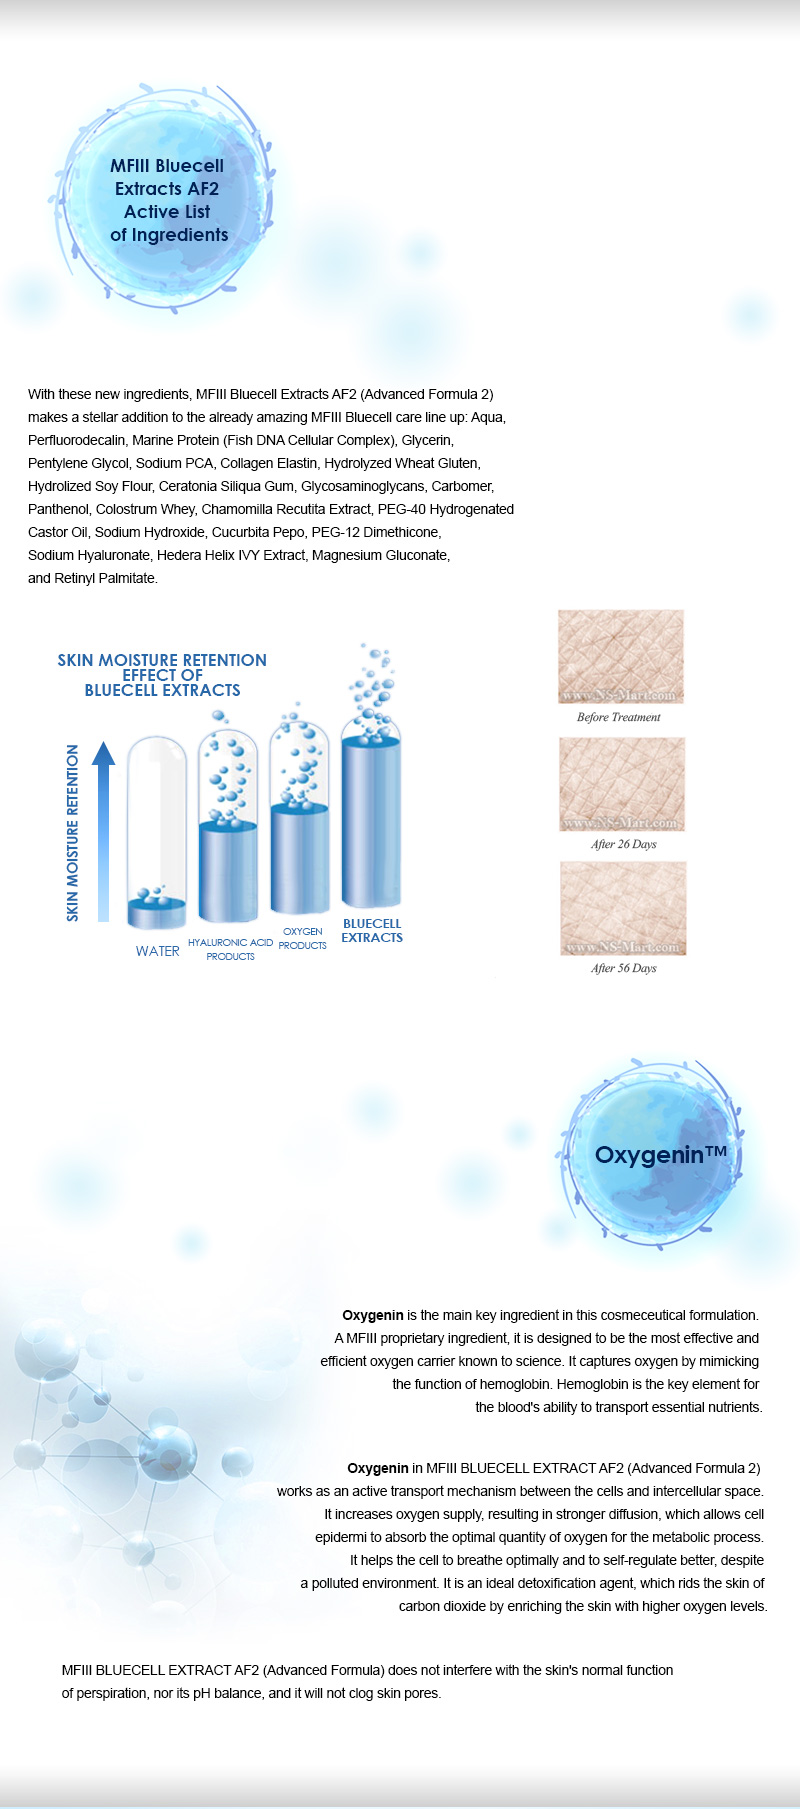 MFIII Bluecell
Extracts AF2
Active List
of Ingredients
With these new ingredients, MFIII Bluecell Extracts AF2 (Advanced Formula 2)
makes a stellar addition to the already amazing MFIII Bluecell care line up: Aqua,
Perfluorodecalin, Marine Protein (Fish DNA Cellular Complex), Glycerin,
Pentylene Glycol, Sodium PCA, Collagen Elastin, Hydrolyzed Wheat Gluten,
Hydrolized Soy Flour, Ceratonia Siliqua Gum, Glycosaminoglycans, Carbomer,
Panthenol, Colostrum Whey, Chamomilla Recutita Extract, PEG-40 Hydrogenated
Castor Oil, Sodium Hydroxide, Cucurbita Pepo, PEG-12 Dimethicone,
Sodium Hyaluronate, Hedera Helix IVY Extract, Magnesium Gluconate,
and Retinyl Palmitate.
SKIN MOISTURE RETENTION
EFFECT OF
BLUECELL EXTRACTS
SKIN MOISTURE RETENTION
WATER
HYALURONIC ACID
PRODUCTS
OXYGEN
PRODUCTS
BLUECELL
EXTRACTS
www.NS-Mart.com
Before Treatment
www.NS-Mart.com
After 26 Days
www.NS-Mart.com
After 56 Days
Oxygenin™
Oxygenin is the main key ingredient in this cosmeceutical formulation.
A MFIII proprietary ingredient, it is designed to be the most effective and
efficient oxygen carrier known to science. It captures oxygen by mimicking
the function of hemoglobin. Hemoglobin is the key element for
the blood's ability to transport essential nutrients.
Oxygenin in MFIII BLUECELL EXTRACT AF2 (Advanced Formula 2)
works as an active transport mechanism between the cells and intercellular space.
It increases oxygen supply, resulting in stronger diffusion, which allows cell
epidermi to absorb the optimal quantity of oxygen for the metabolic process.
It helps the cell to breathe optimally and to self-regulate better, despite
a polluted environment. It is an ideal detoxification agent, which rids the skin of
carbon dioxide by enriching the skin with higher oxygen levels.
MFIII BLUECELL EXTRACT AF2 (Advanced Formula) does not interfere with the skin's normal function
of perspiration, nor its pH balance, and it will not clog skin pores.